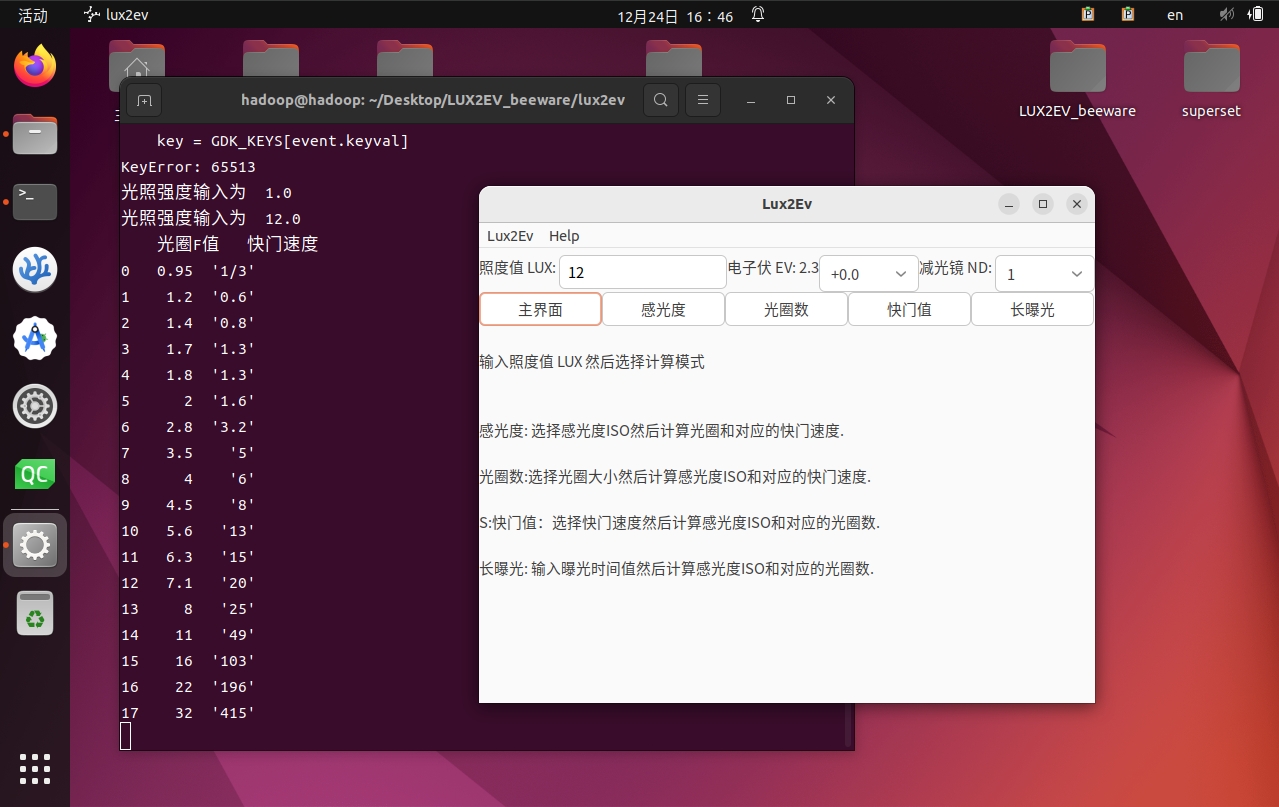 活动
lux2ev
12月24日 16：46
en
LUX2EV_beeware
superset
hadoop@hadoop: ~/Desktop/LUX2EV_beeware/lux2ev
key = GDK_KEYS[event.keyval]
KeyError: 65513
光照强度输入为 1.0
光照强度输入为 12.0
光圈F值 快门速度
0 0.95 '1/3'
1 1.2 '0.6'
2 1.4 '0.8'
3 1.7 '1.3'
4 1.8 '1.3'
5 2 '1.6'
6 2.8 '3.2'
7 3.5 '5'
8 4 '6'
9 4.5 '8'
10 5.6 '13'
11 6.3 '15'
12 7.1 '20'
13 8 '25'
14 11 '49'
15 16 '103'
16 22 '196'
17 32 '415'
Lux2Ev
Lux2Ev Help
照度值 LUX: 12 电子伏 EV: 2.3 +0.0 减光镜 ND: 1
主界面 感光度 光圈数 快门值 长曝光
输入照度值 LUX 然后选择计算模式
感光度: 选择感光度ISO然后计算光圈和对应的快门速度.
光圈数:选择光圈大小然后计算感光度ISO和对应的快门速度.
S:快门值：选择快门速度然后计算感光度ISO和对应的光圈数.
长曝光: 输入曝光时间值然后计算感光度ISO和对应的光圈数.
QC